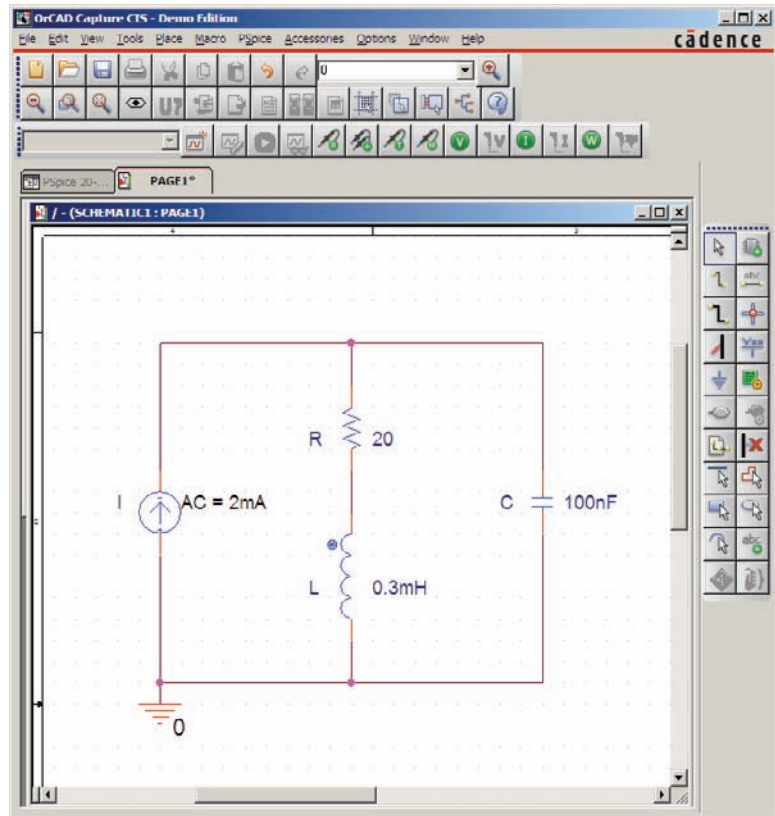 OrCAD Capture CIS - Demo Edition
File Edit View Tools Place Macro PSpice Accessories Options Window Help
cādence
0
U?
V I W
PAGE1*
/ - (SCHEMATIC1 : PAGE1)
R 20
I AC = 2mA
C 100nF
L 0.3mH
0